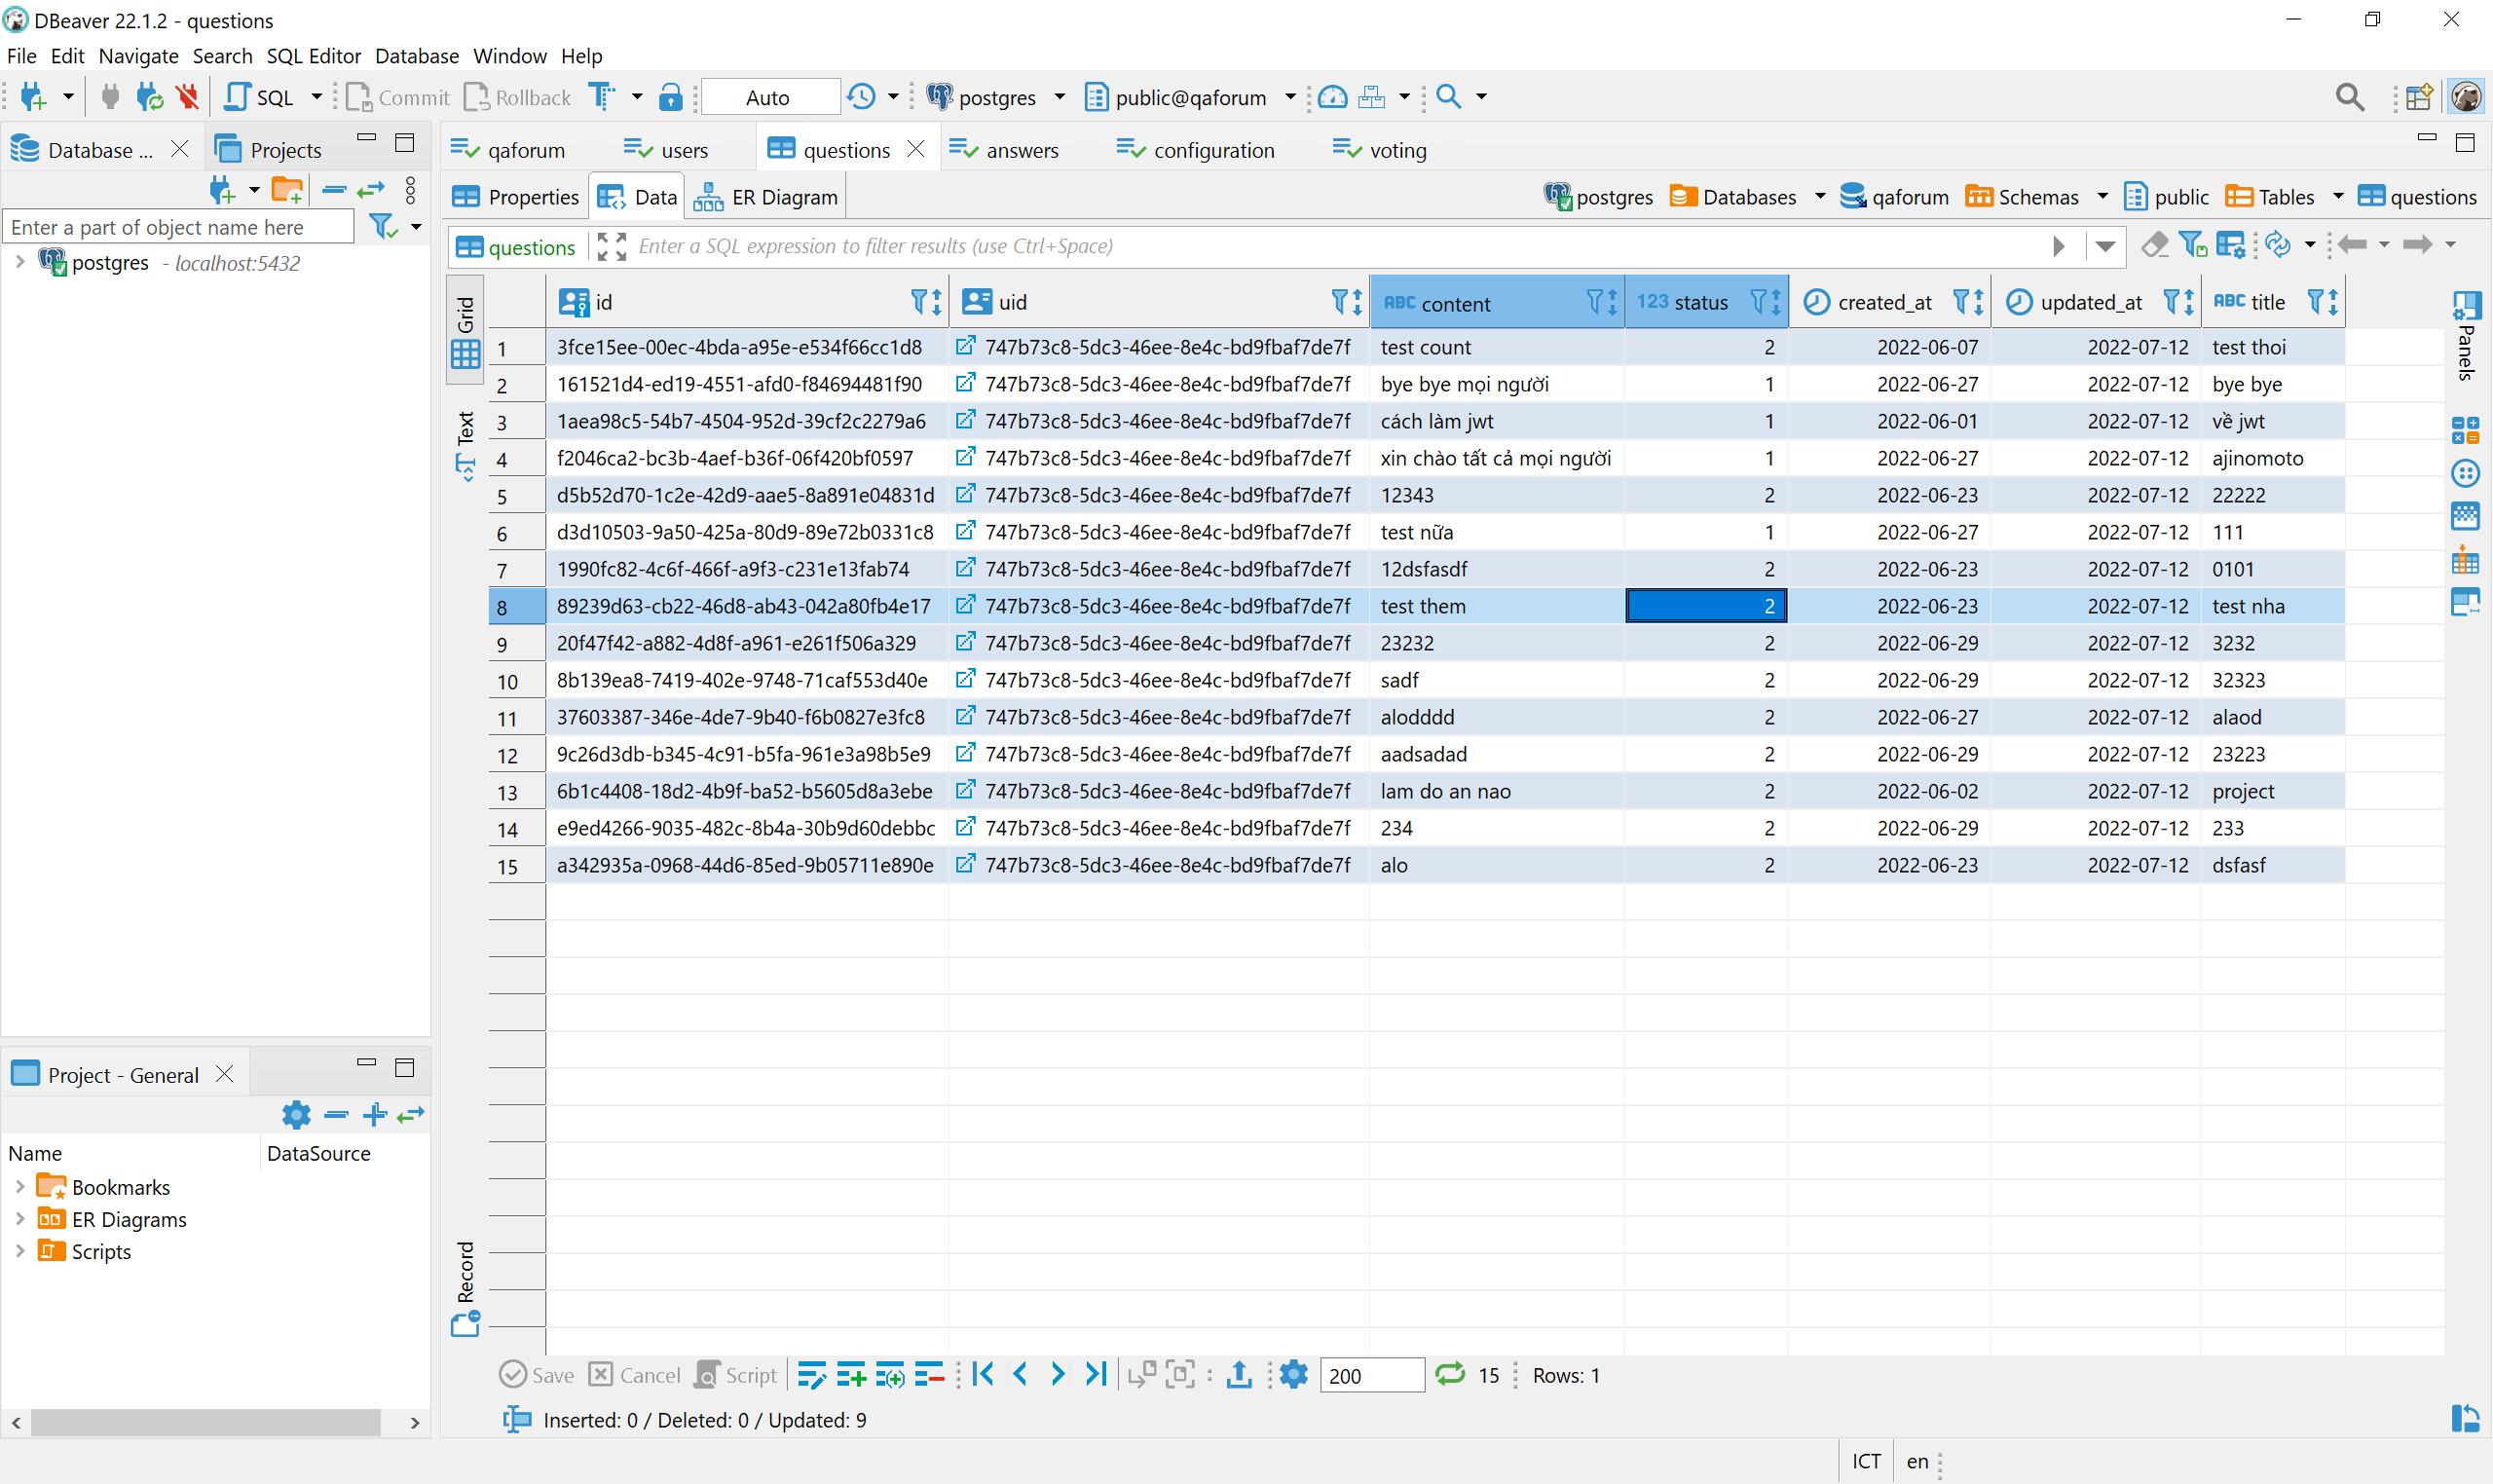 DBeaver 22.1.2 - questions
File Edit Navigate Search SQL Editor Database Window Help
SQL Commit Rollback Auto postgres public@qaforum
Database ... Projects
qaforum users questions answers configuration voting
Properties Data ER Diagram postgres Databases qaforum Schemas public Tables questions
Enter a part of object name here
questions Enter a SQL expression to filter results (use Ctrl+Space)
postgres - localhost:5432
Grid
Text
Record
Panels
id uid ABC content 123 status created_at updated_at ABC title
1 3fce15ee-00ec-4bda-a95e-e534f66cc1d8 747b73c8-5dc3-46ee-8e4c-bd9fbaf7de7f test count 2 2022-06-07 2022-07-12 test thoi
2 161521d4-ed19-4551-afd0-f84694481f90 747b73c8-5dc3-46ee-8e4c-bd9fbaf7de7f bye bye mọi người 1 2022-06-27 2022-07-12 bye bye
3 1aea98c5-54b7-4504-952d-39cf2c2279a6 747b73c8-5dc3-46ee-8e4c-bd9fbaf7de7f cách làm jwt 1 2022-06-01 2022-07-12 về jwt
4 f2046ca2-bc3b-4aef-b36f-06f420bf0597 747b73c8-5dc3-46ee-8e4c-bd9fbaf7de7f xin chào tất cả mọi người 1 2022-06-27 2022-07-12 ajinomoto
5 d5b52d70-1c2e-42d9-aae5-8a891e04831d 747b73c8-5dc3-46ee-8e4c-bd9fbaf7de7f 12343 2 2022-06-23 2022-07-12 22222
6 d3d10503-9a50-425a-80d9-89e72b0331c8 747b73c8-5dc3-46ee-8e4c-bd9fbaf7de7f test nữa 1 2022-06-27 2022-07-12 111
7 1990fc82-4c6f-466f-a9f3-c231e13fab74 747b73c8-5dc3-46ee-8e4c-bd9fbaf7de7f 12dsfasdf 2 2022-06-23 2022-07-12 0101
8 89239d63-cb22-46d8-ab43-042a80fb4e17 747b73c8-5dc3-46ee-8e4c-bd9fbaf7de7f test them 2 2022-06-23 2022-07-12 test nha
9 20f47f42-a882-4d8f-a961-e261f506a329 747b73c8-5dc3-46ee-8e4c-bd9fbaf7de7f 23232 2 2022-06-29 2022-07-12 3232
10 8b139ea8-7419-402e-9748-71caf553d40e 747b73c8-5dc3-46ee-8e4c-bd9fbaf7de7f sadf 2 2022-06-29 2022-07-12 32323
11 37603387-346e-4de7-9b40-f6b0827e3fc8 747b73c8-5dc3-46ee-8e4c-bd9fbaf7de7f alodddd 2 2022-06-27 2022-07-12 alaod
12 9c26d3db-b345-4c91-b5fa-961e3a98b5e9 747b73c8-5dc3-46ee-8e4c-bd9fbaf7de7f aadsadad 2 2022-06-29 2022-07-12 23223
13 6b1c4408-18d2-4b9f-ba52-b5605d8a3ebe 747b73c8-5dc3-46ee-8e4c-bd9fbaf7de7f lam do an nao 2 2022-06-02 2022-07-12 project
14 e9ed4266-9035-482c-8b4a-30b9d60debbc 747b73c8-5dc3-46ee-8e4c-bd9fbaf7de7f 234 2 2022-06-29 2022-07-12 233
15 a342935a-0968-44d6-85ed-9b05711e890e 747b73c8-5dc3-46ee-8e4c-bd9fbaf7de7f alo 2 2022-06-23 2022-07-12 dsfasf
Project - General
Name DataSource
Bookmarks
ER Diagrams
Scripts
Save Cancel Script 200 15 Rows: 1
Inserted: 0 / Deleted: 0 / Updated: 9
ICT en